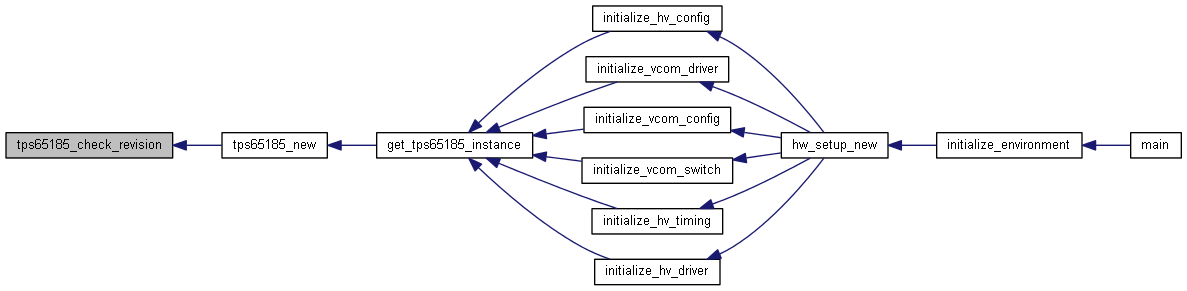 initialize_hv_config
initialize_vcom_driver
initialize_vcom_config
tps65185_check_revision
tps65185_new
get_tps65185_instance
hw_setup_new
initialize_environment
main
initialize_vcom_switch
initialize_hv_timing
initialize_hv_driver